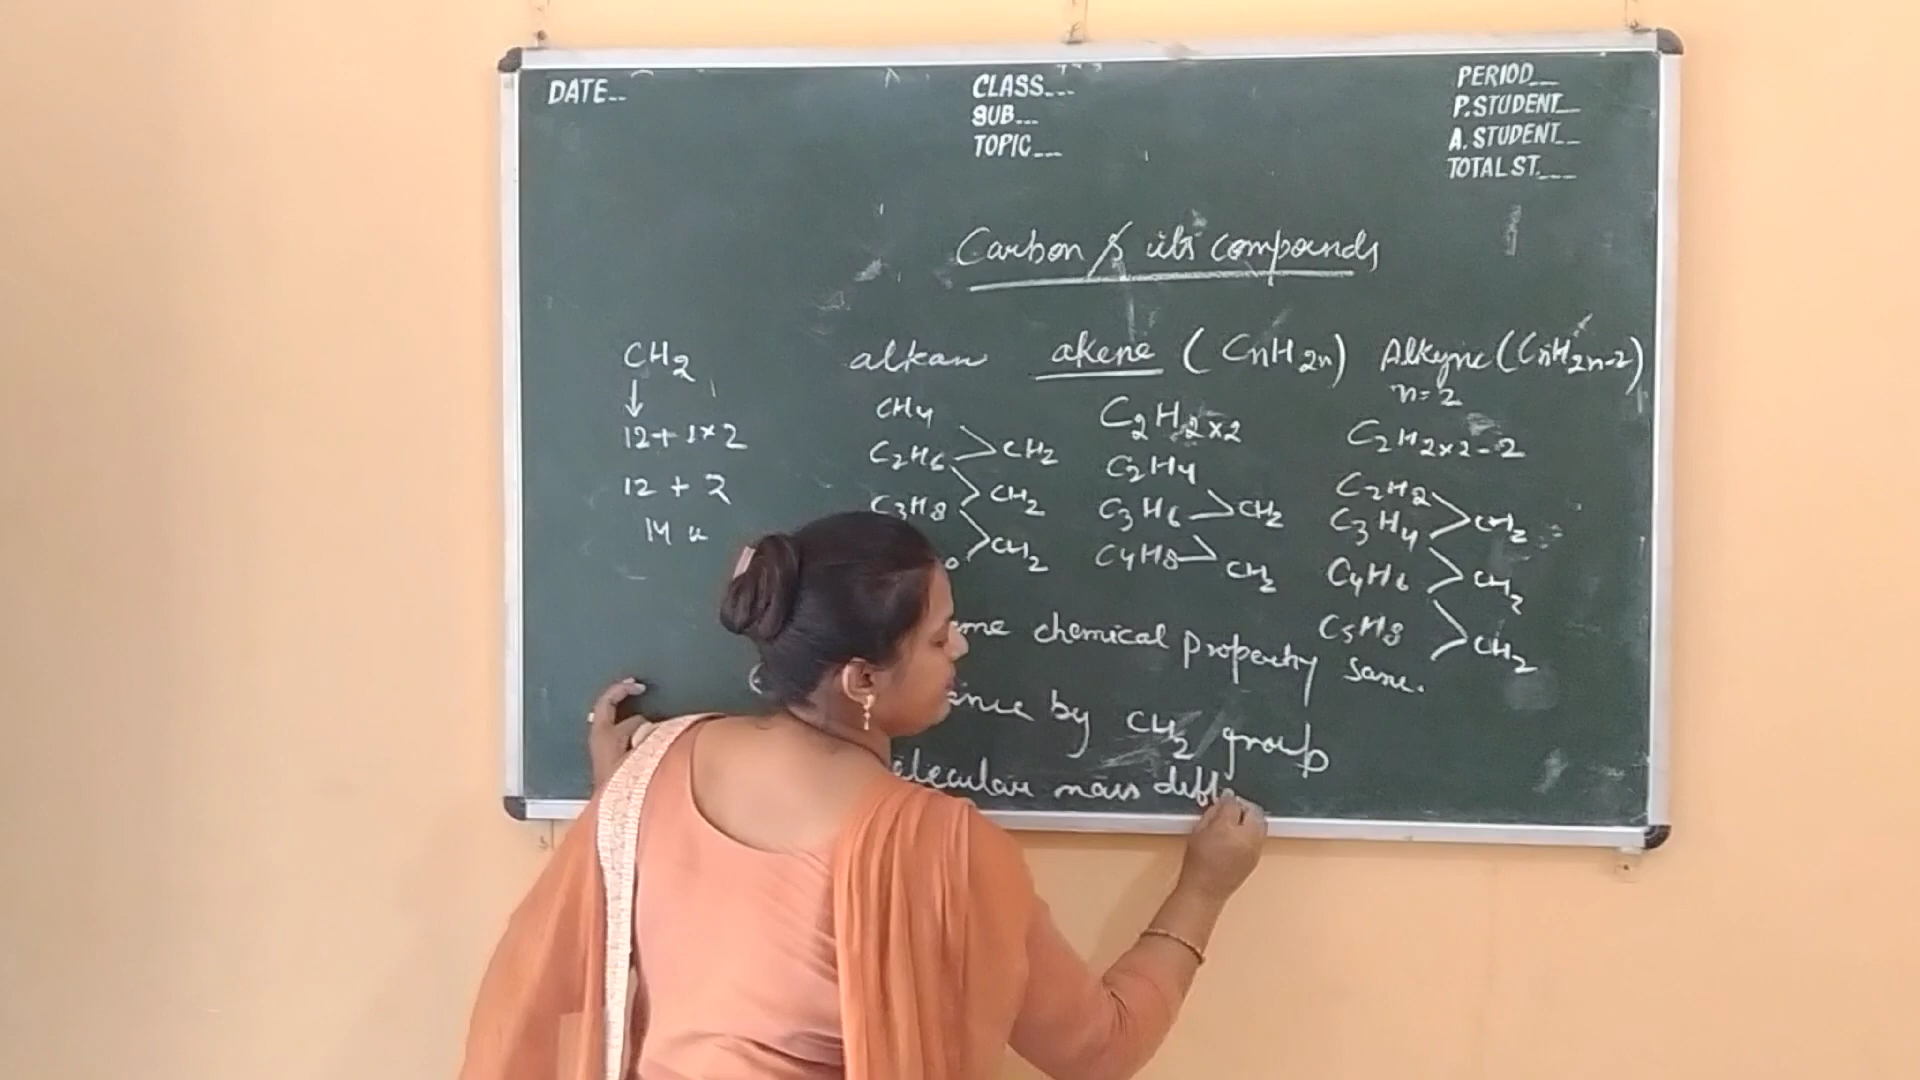 DATE...
CLASS...
SUB...
TOPIC...
PERIOD...
P. STUDENT...
A. STUDENT...
TOTAL ST....
Carbon & its compounds
CH2
↓
12 + 1×2
12 + 2
14 u
alkan
CH4
C2H6 > CH2
C3H8 > CH2
> CH2
akene (CnH2n)
C2H2×2
C2H4
C3H6 > CH2
C4H8 > CH2
Alkyne (CnH2n-2)
n=2
C2H2×2-2
C2H2
C3H4 > CH2
C4H6 > CH2
C5H8 > CH2
chemical property same.
by CH2 group
mass diff